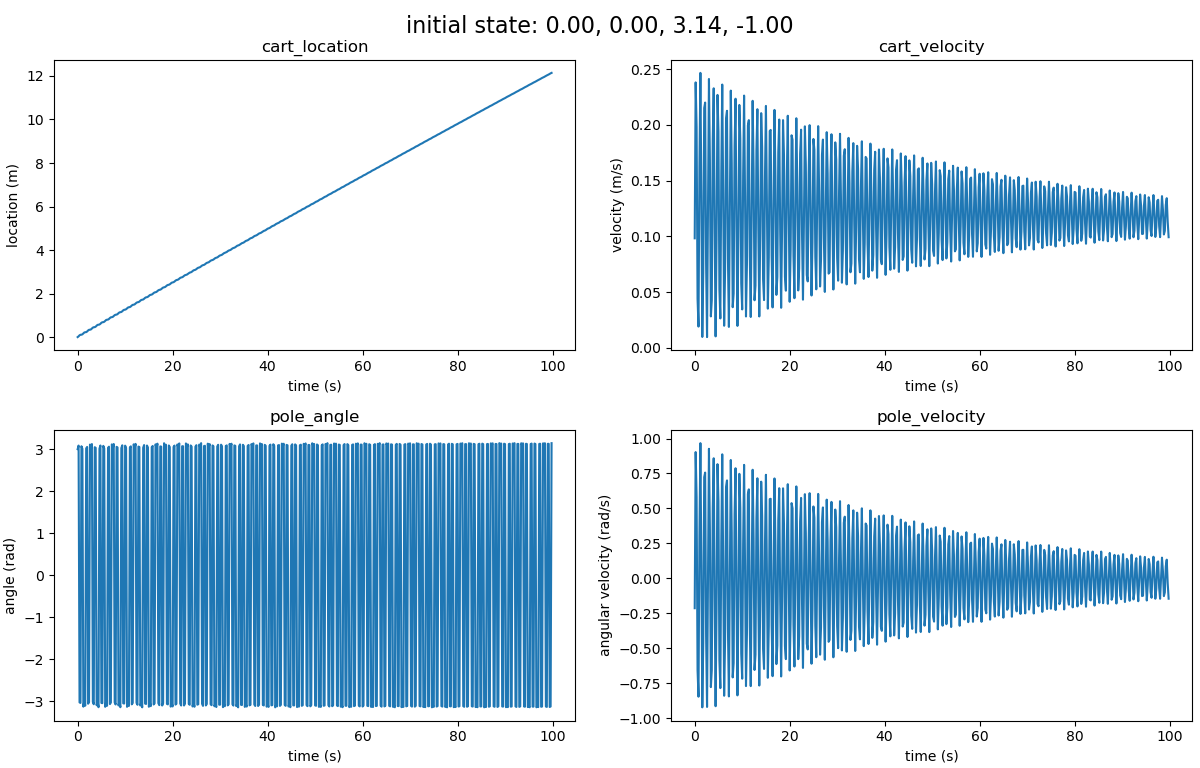 initial state: 0.00, 0.00, 3.14, -1.00
cart_location
location (m)
12
10
8
6
4
2
0
0 20 40 60 80 100
time (s)
cart_velocity
velocity (m/s)
0.25
0.20
0.15
0.10
0.05
0.00
0 20 40 60 80 100
time (s)
pole_angle
angle (rad)
3
2
1
0
−1
−2
−3
0 20 40 60 80 100
time (s)
pole_velocity
angular velocity (rad/s)
1.00
0.75
0.50
0.25
0.00
−0.25
−0.50
−0.75
−1.00
0 20 40 60 80 100
time (s)